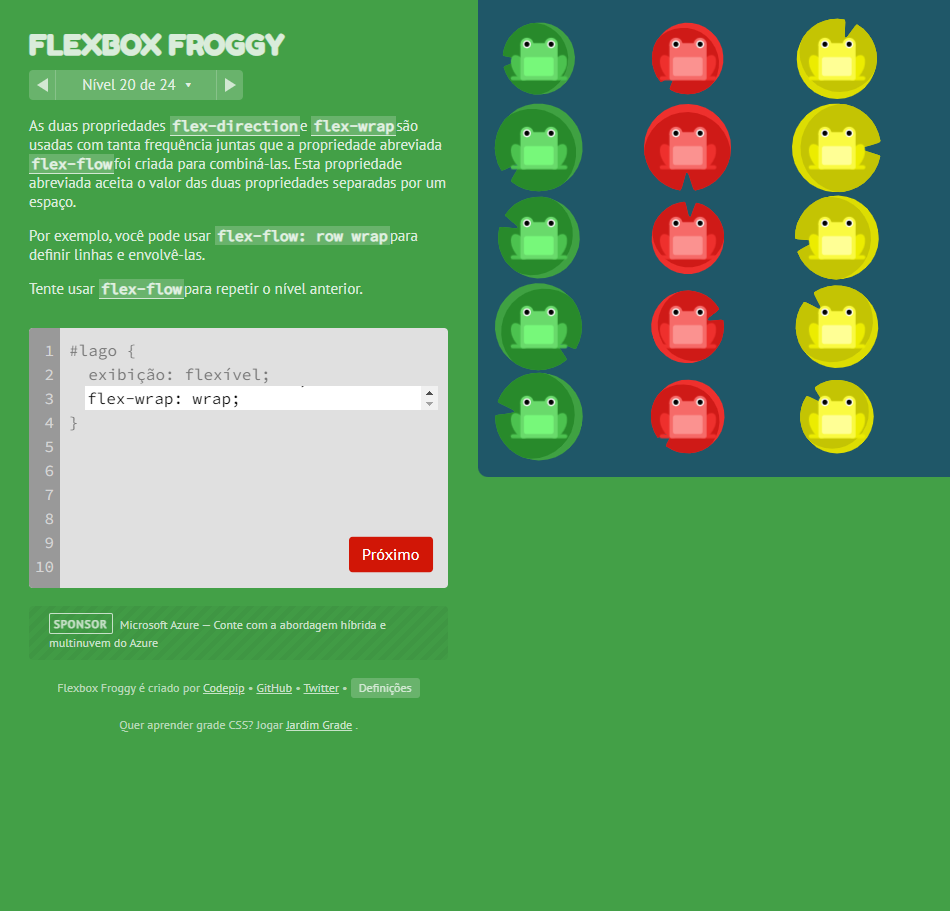 FLEXBOX FROGGY
Nível 20 de 24
As duas propriedades flex-direction e flex-wrap são
usadas com tanta frequência juntas que a propriedade abreviada
flex-flow foi criada para combiná-las. Esta propriedade
abreviada aceita o valor das duas propriedades separadas por um
espaço.
Por exemplo, você pode usar flex-flow: row wrap para
definir linhas e envolvê-las.
Tente usar flex-flow para repetir o nível anterior.
1 #lago {
2 exibição: flexível;
3 flex-wrap: wrap;
4 }
5
6
7
8
9
10
Próximo
SPONSOR Microsoft Azure — Conte com a abordagem híbrida e
multinuvem do Azure
Flexbox Froggy é criado por Codepip • GitHub • Twitter • Definições
Quer aprender grade CSS? Jogar Jardim Grade .